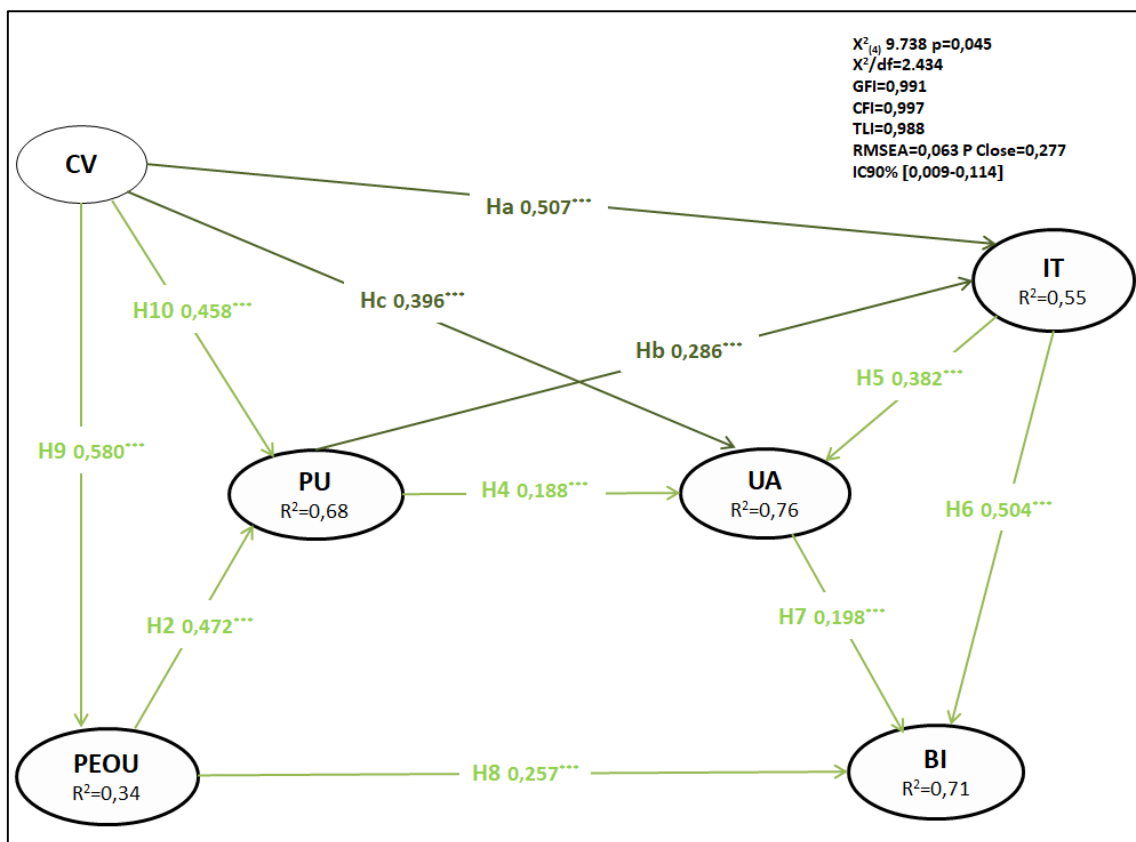 X²₍₄₎ 9.738 p=0,045
X²/df=2.434
GFI=0,991
CFI=0,997
TLI=0,988
RMSEA=0,063 P Close=0,277
IC90% [0,009-0,114]
CV
Ha 0,507***
IT
R²=0,55
H10 0,458***
Hc 0,396***
Hb 0,286***
H5 0,382***
H9 0,580***
PU
R²=0,68
H4 0,188***
UA
R²=0,76
H6 0,504***
H2 0,472***
H7 0,198***
PEOU
R²=0,34
H8 0,257***
BI
R²=0,71